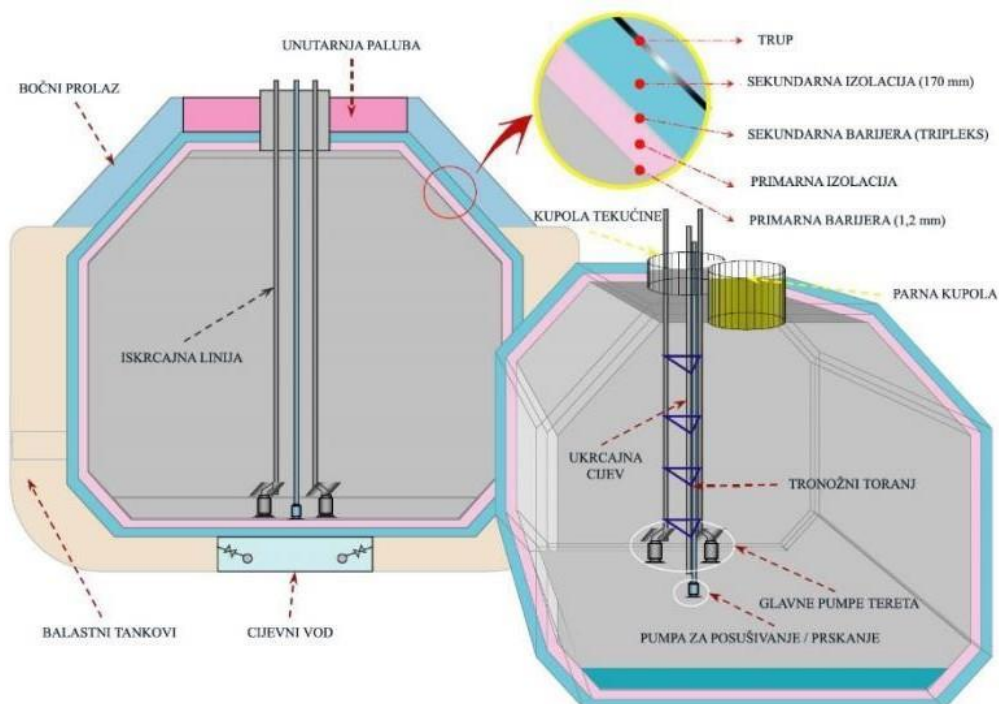 UNUTARNJA PALUBA
BOČNI PROLAZ
TRUP
SEKUNDARNA IZOLACIJA (170 mm)
SEKUNDARNA BARIJERA (TRIPLEKS)
PRIMARNA IZOLACIJA
PRIMARNA BARIJERA (1,2 mm)
KUPOLA TEKUĆINE
PARNA KUPOLA
ISKRCAJNA LINIJA
UKRCAJNA
CIJEV
TRONOŽNI TORANJ
GLAVNE PUMPE TERETA
PUMPA ZA POSUŠIVANJE / PRSKANJE
BALASTNI TANKOVI
CIJEVNI VOD